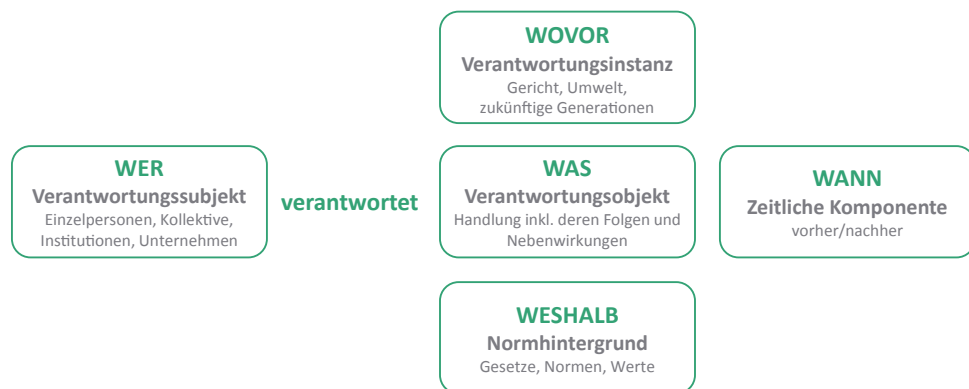 WOVOR
Verantwortungsinstanz
Gericht, Umwelt,
zukünftige Generationen
WER
Verantwortungssubjekt
Einzelpersonen, Kollektive,
Institutionen, Unternehmen
verantwortet
WAS
Verantwortungsobjekt
Handlung inkl. deren Folgen und
Nebenwirkungen
WANN
Zeitliche Komponente
vorher/nachher
WESHALB
Normhintergrund
Gesetze, Normen, Werte